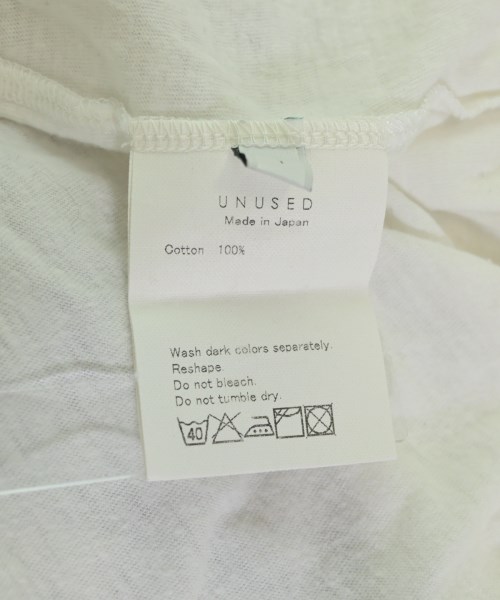 UNUSED
Made in Japan
Cotton 100%
Wash dark colors separately.
Reshape.
Do not bleach.
Do not tumble dry.
40